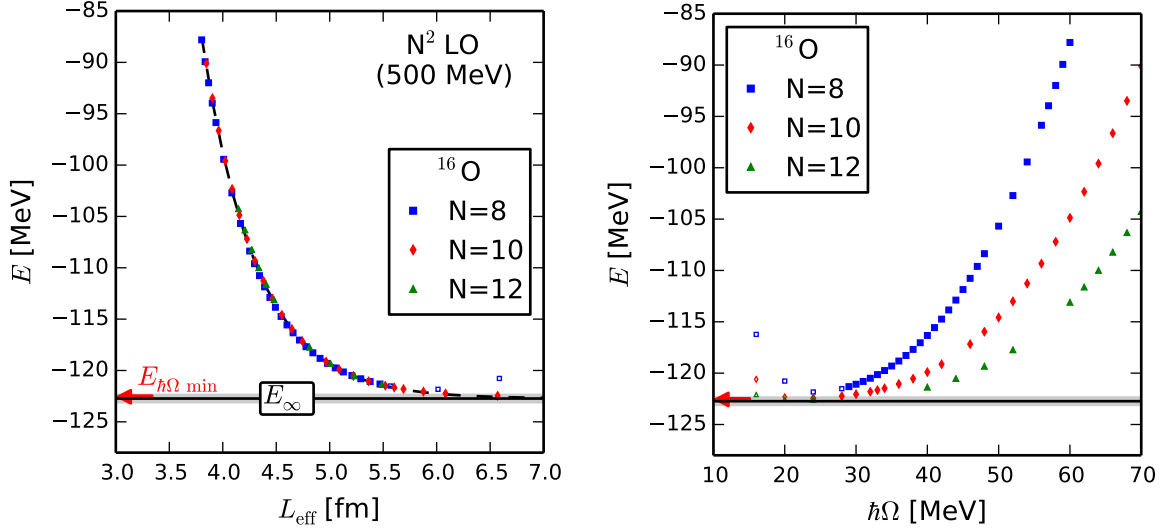 −85
−90
−95
−100
−105
−110
−115
−120
−125
E [MeV]
N² LO
(500 MeV)
¹⁶O
N=8
N=10
N=12
E_ℏΩ min
E_∞
3.0 3.5 4.0 4.5 5.0 5.5 6.0 6.5 7.0
L_eff [fm]
−85
−90
−95
−100
−105
−110
−115
−120
−125
E [MeV]
¹⁶O
N=8
N=10
N=12
10 20 30 40 50 60 70
ℏΩ [MeV]